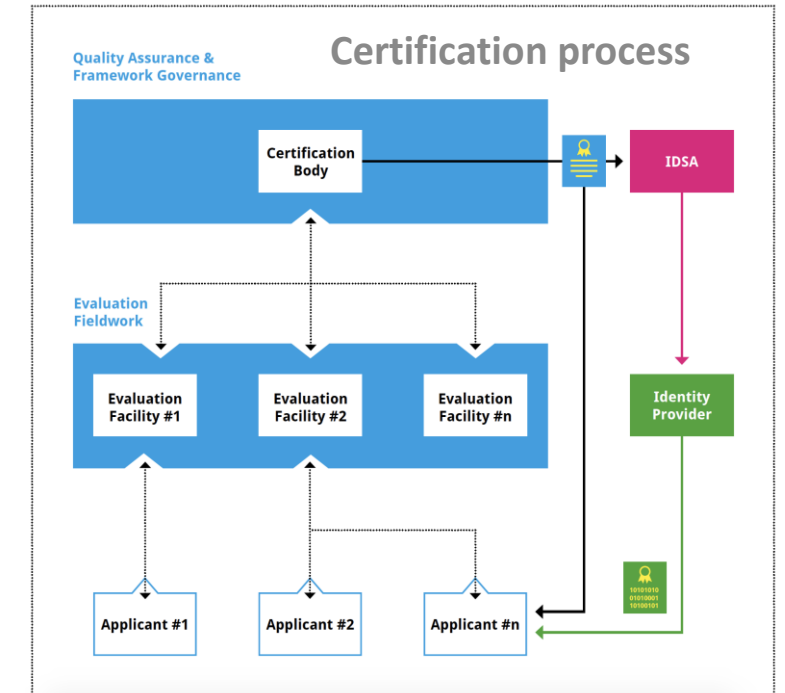 Certification process
Quality Assurance &
Framework Governance
Certification
Body
IDSA
Evaluation
Fieldwork
Evaluation
Facility #1
Evaluation
Facility #2
Evaluation
Facility #n
Identity
Provider
10101010
01010001
10100101
Applicant #1
Applicant #2
Applicant #n